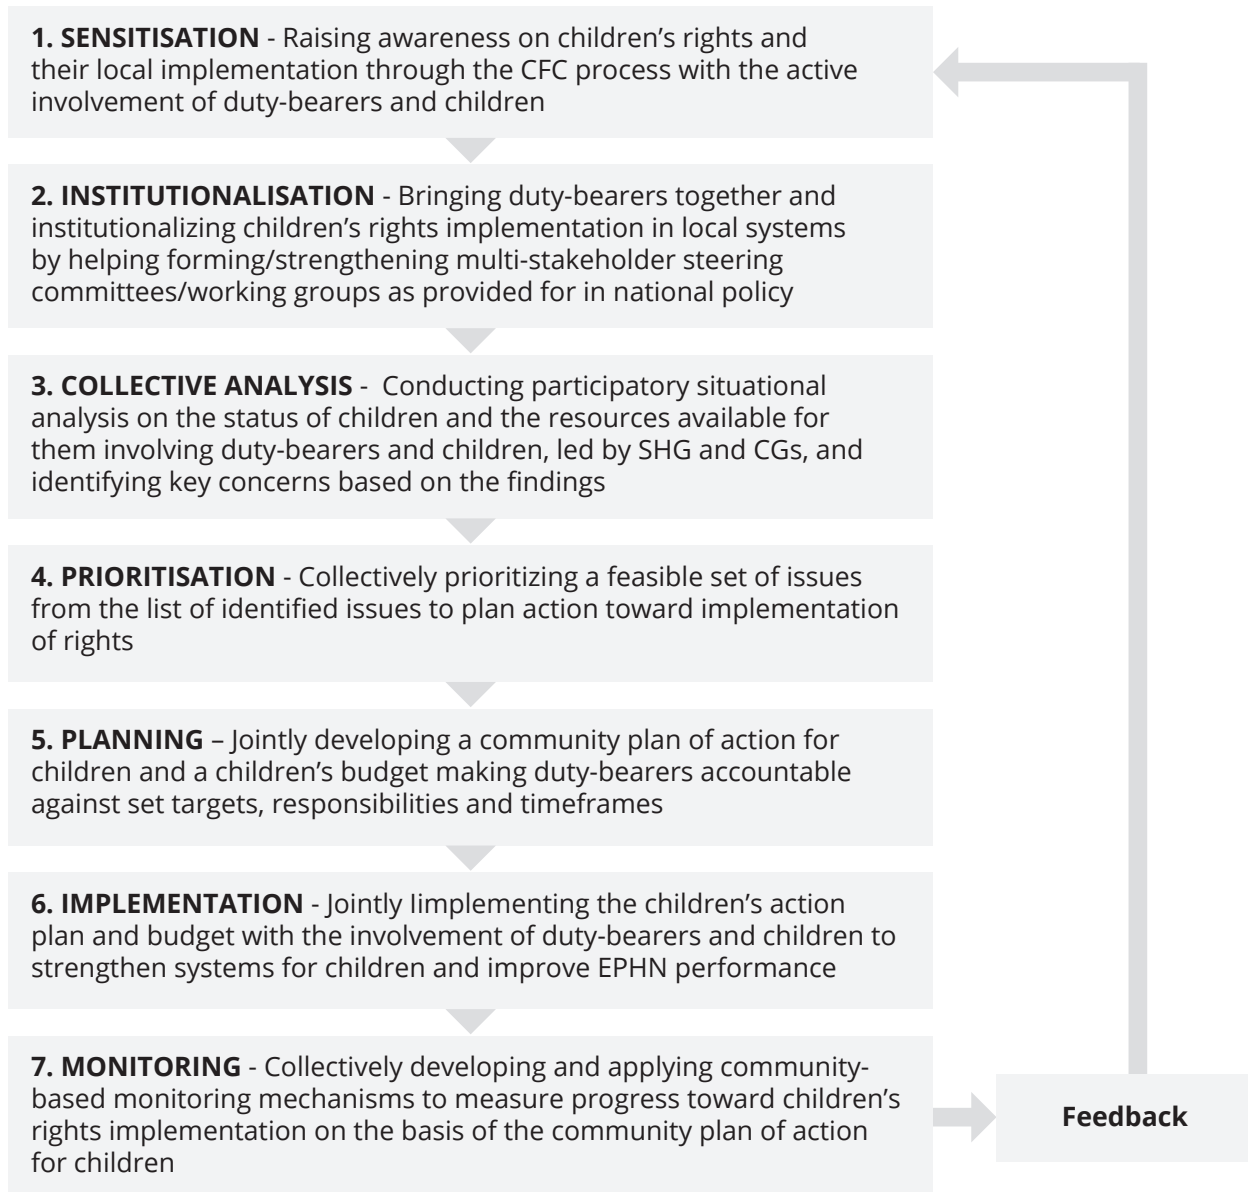 1. SENSITISATION - Raising awareness on children’s rights and
their local implementation through the CFC process with the active
involvement of duty-bearers and children
2. INSTITUTIONALISATION - Bringing duty-bearers together and
institutionalizing children’s rights implementation in local systems
by helping forming/strengthening multi-stakeholder steering
committees/working groups as provided for in national policy
3. COLLECTIVE ANALYSIS -  Conducting participatory situational
analysis on the status of children and the resources available for
them involving duty-bearers and children, led by SHG and CGs, and
identifying key concerns based on the findings
4. PRIORITISATION - Collectively prioritizing a feasible set of issues
from the list of identified issues to plan action toward implementation
of rights
5. PLANNING – Jointly developing a community plan of action for
children and a children’s budget making duty-bearers accountable
against set targets, responsibilities and timeframes
6. IMPLEMENTATION - Jointly Iimplementing the children’s action
plan and budget with the involvement of duty-bearers and children to
strengthen systems for children and improve EPHN performance
7. MONITORING - Collectively developing and applying community-
based monitoring mechanisms to measure progress toward children’s
rights implementation on the basis of the community plan of action
for children
Feedback